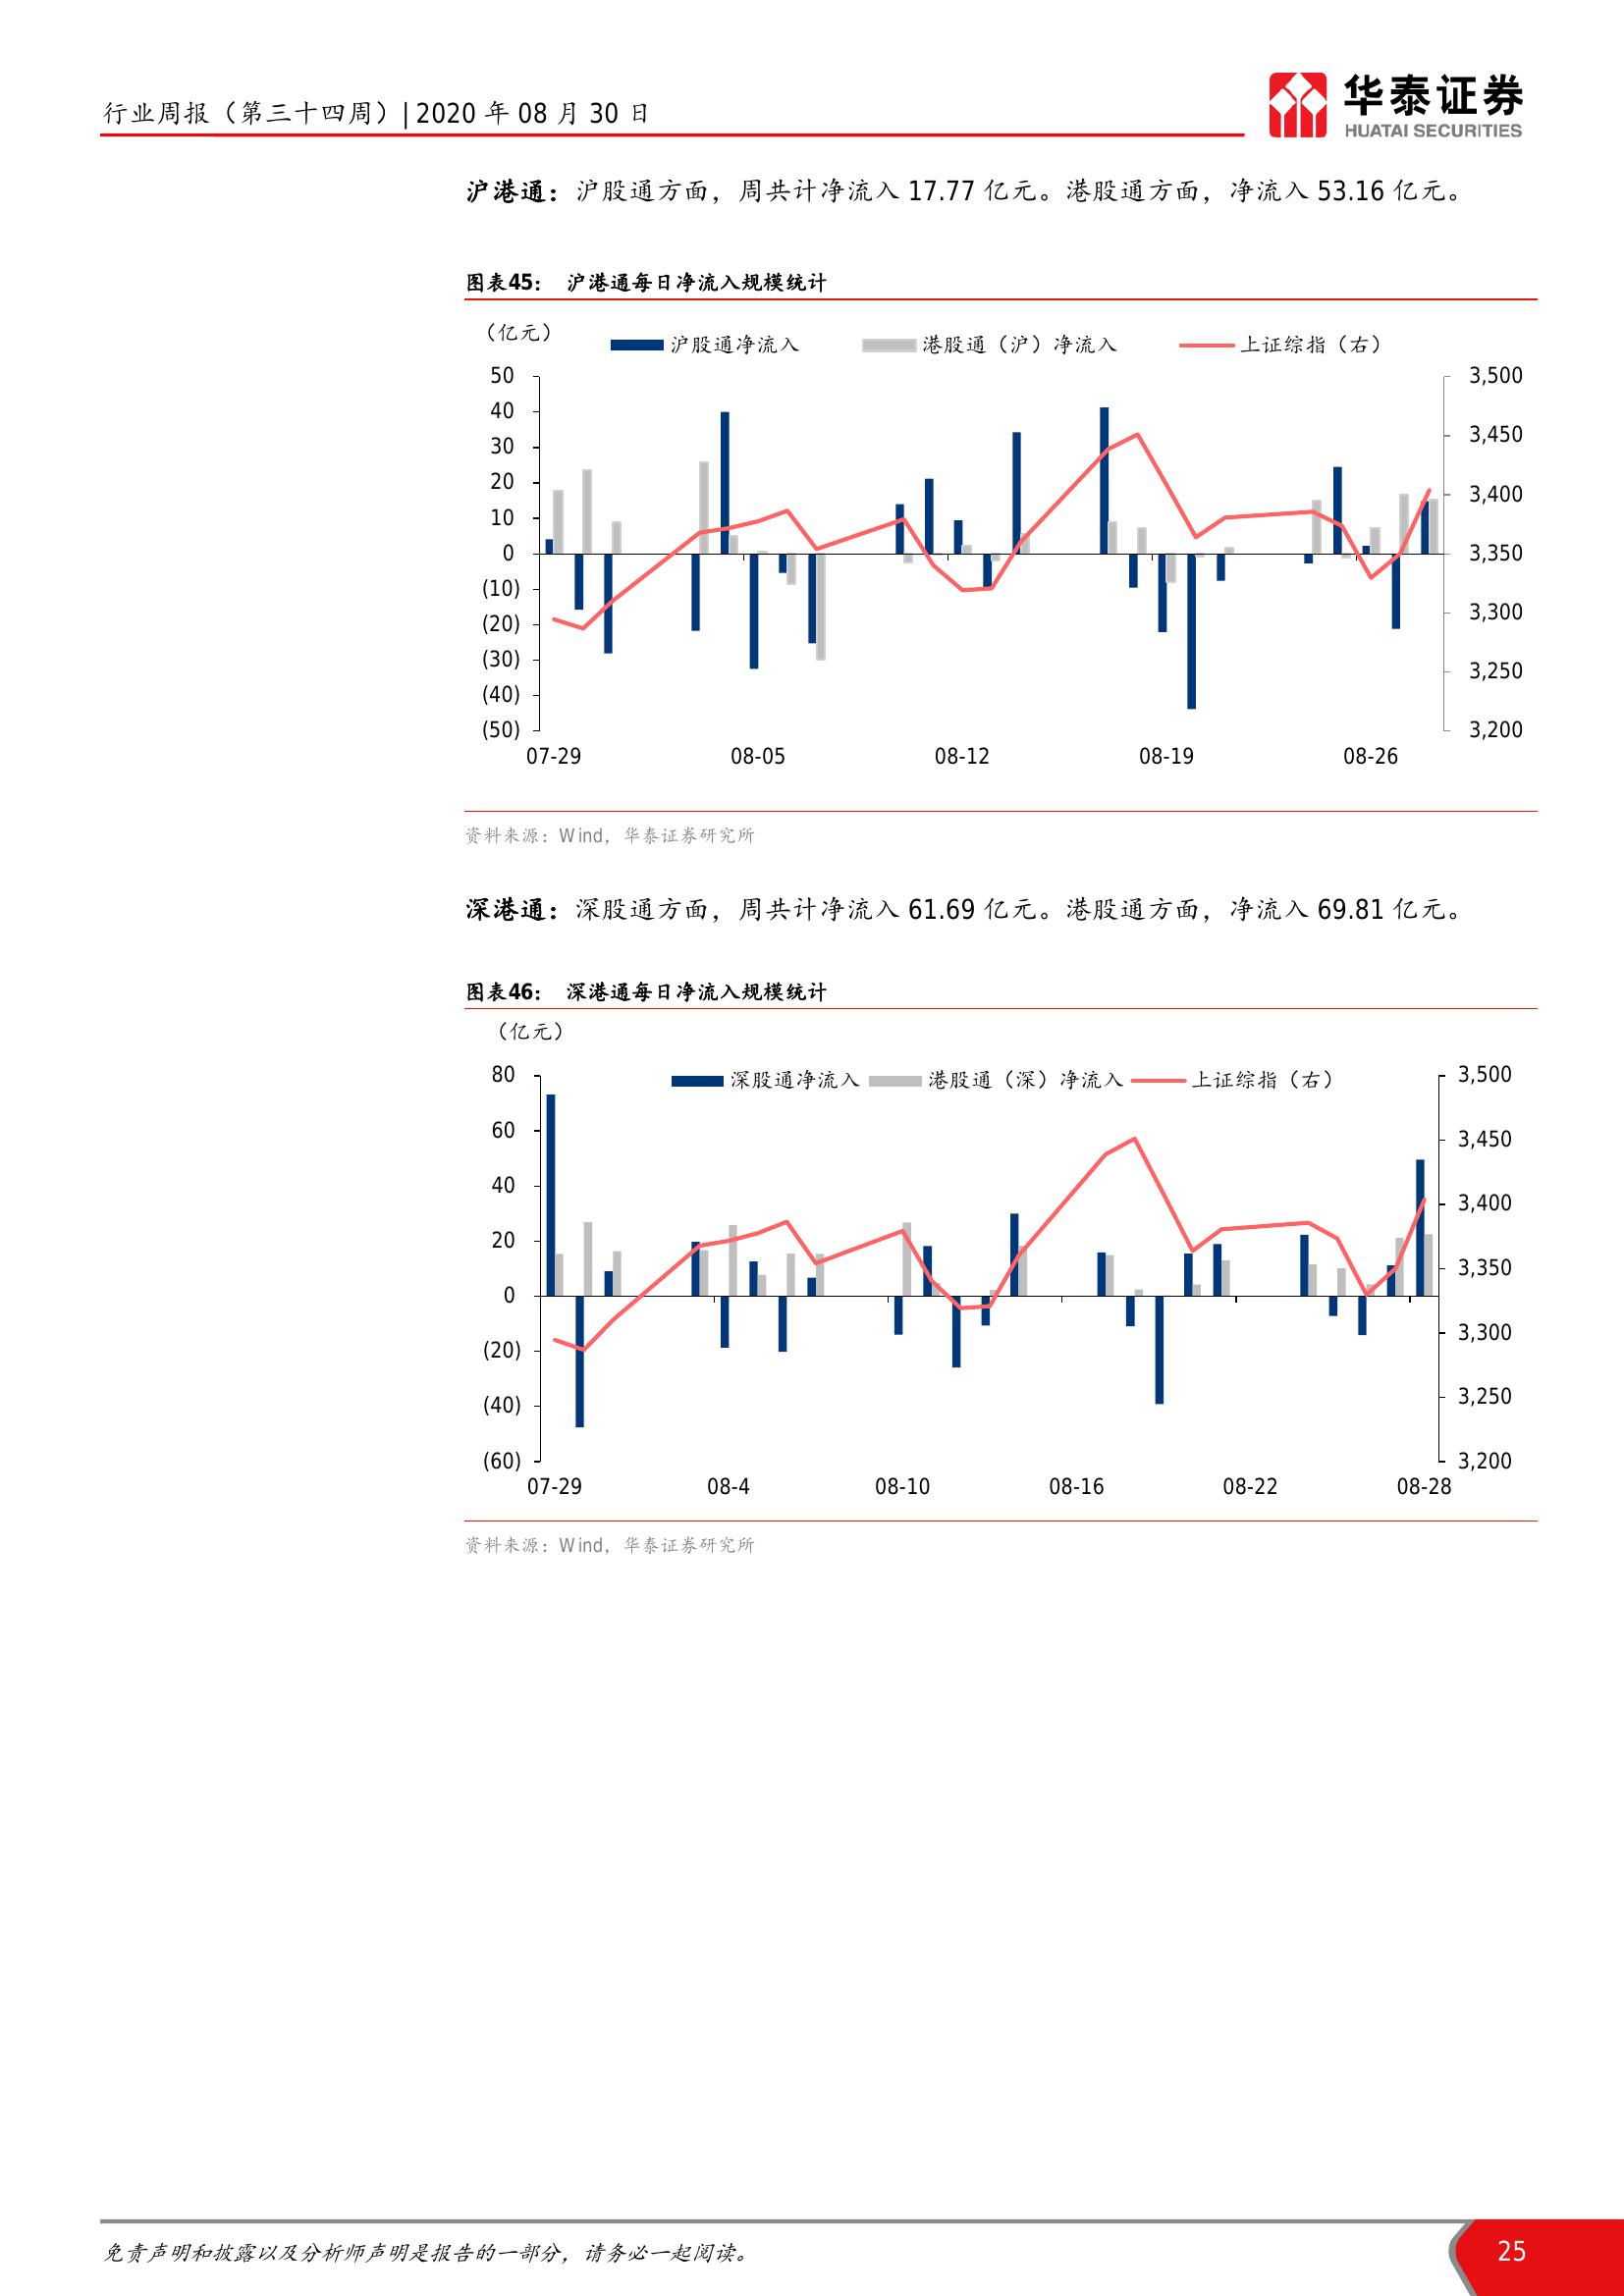 行业周报（第三十四周）| 2020 年 08 月 30 日
华泰证券
HUATAI SECURITIES
沪港通：沪股通方面，周共计净流入 17.77 亿元。港股通方面，净流入 53.16 亿元。
图表45： 沪港通每日净流入规模统计
（亿元）
沪股通净流入 港股通（沪）净流入 上证综指（右）
50 3,500
40
3,450
30
20 3,400
10
0 3,350
(10)
3,300
(20)
(30)
3,250
(40)
(50) 3,200
07-29 08-05 08-12 08-19 08-26
资料来源：Wind，华泰证券研究所
深港通：深股通方面，周共计净流入 61.69 亿元。港股通方面，净流入 69.81 亿元。
图表46： 深港通每日净流入规模统计
（亿元）
80 深股通净流入 港股通（深）净流入 上证综指（右） 3,500
60
3,450
40
3,400
20
3,350
0
3,300
(20)
3,250
(40)
(60) 3,200
07-29 08-4 08-10 08-16 08-22 08-28
资料来源：Wind，华泰证券研究所
免责声明和披露以及分析师声明是报告的一部分，请务必一起阅读。 25